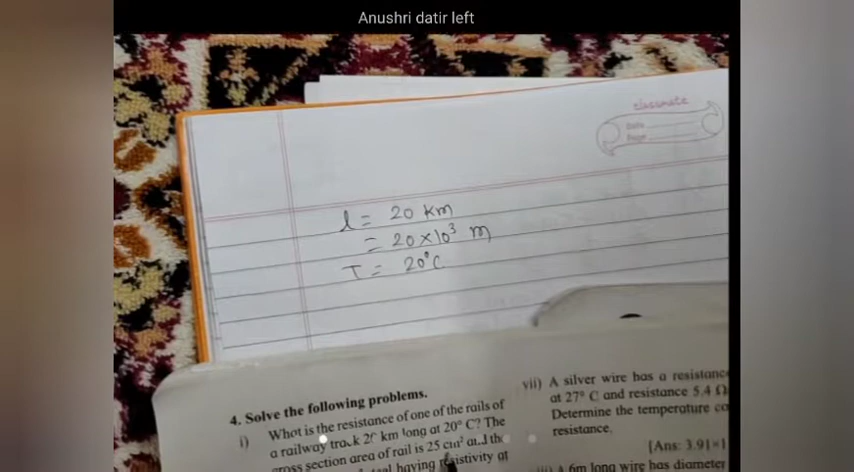 Anushri datir left
classmate
Date
Page
l = 20 Km
= 20×10³ m
T = 20°C
4. Solve the following problems.
i) What is the resistance of one of the rails of
a railway track 20 km long at 20° C? The
cross section area of rail is 25 cm² and the
having resistivity at
vii) A silver wire has a resistance
at 27° C and resistance 5.4 Ω
Determine the temperature co
resistance.
[Ans: 3.91×1
A 6m long wire has diameter